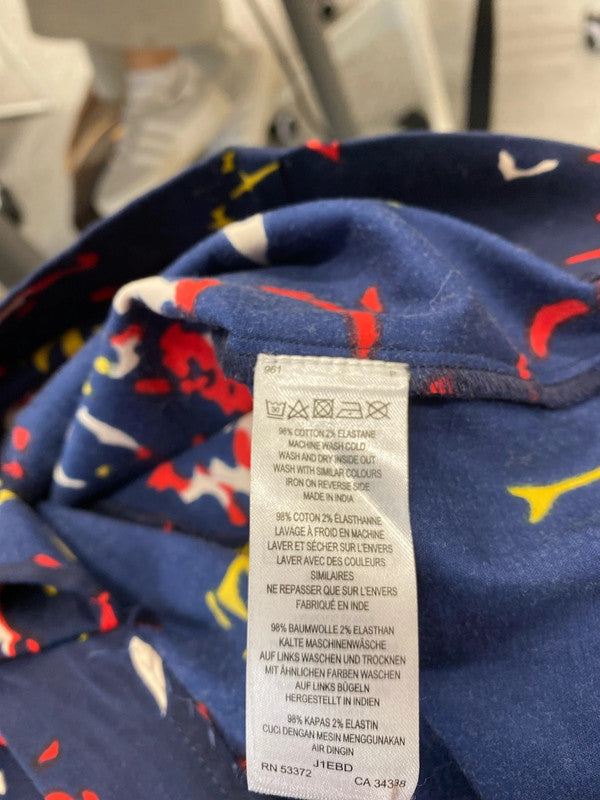 961
98% COTTON 2% ELASTANE
MACHINE WASH COLD
WASH AND DRY INSIDE OUT
WASH WITH SIMILAR COLOURS
IRON ON REVERSE SIDE
MADE IN INDIA
98% COTON 2% ÉLASTHANNE
LAVAGE À FROID EN MACHINE
LAVER ET SÉCHER SUR L'ENVERS
LAVER AVEC DES COULEURS
SIMILAIRES
NE REPASSER QUE SUR L'ENVERS
FABRIQUÉ EN INDE
98% BAUMWOLLE 2% ELASTHAN
KALTE MASCHINENWÄSCHE
AUF LINKS WASCHEN UND TROCKNEN
MIT ÄHNLICHEN FARBEN WASCHEN
AUF LINKS BÜGELN
HERGESTELLT IN INDIEN
98% KAPAS 2% ELASTIN
CUCI DENGAN MESIN MENGGUNAKAN
AIR DINGIN
J1EBD
RN 53372 CA 34338